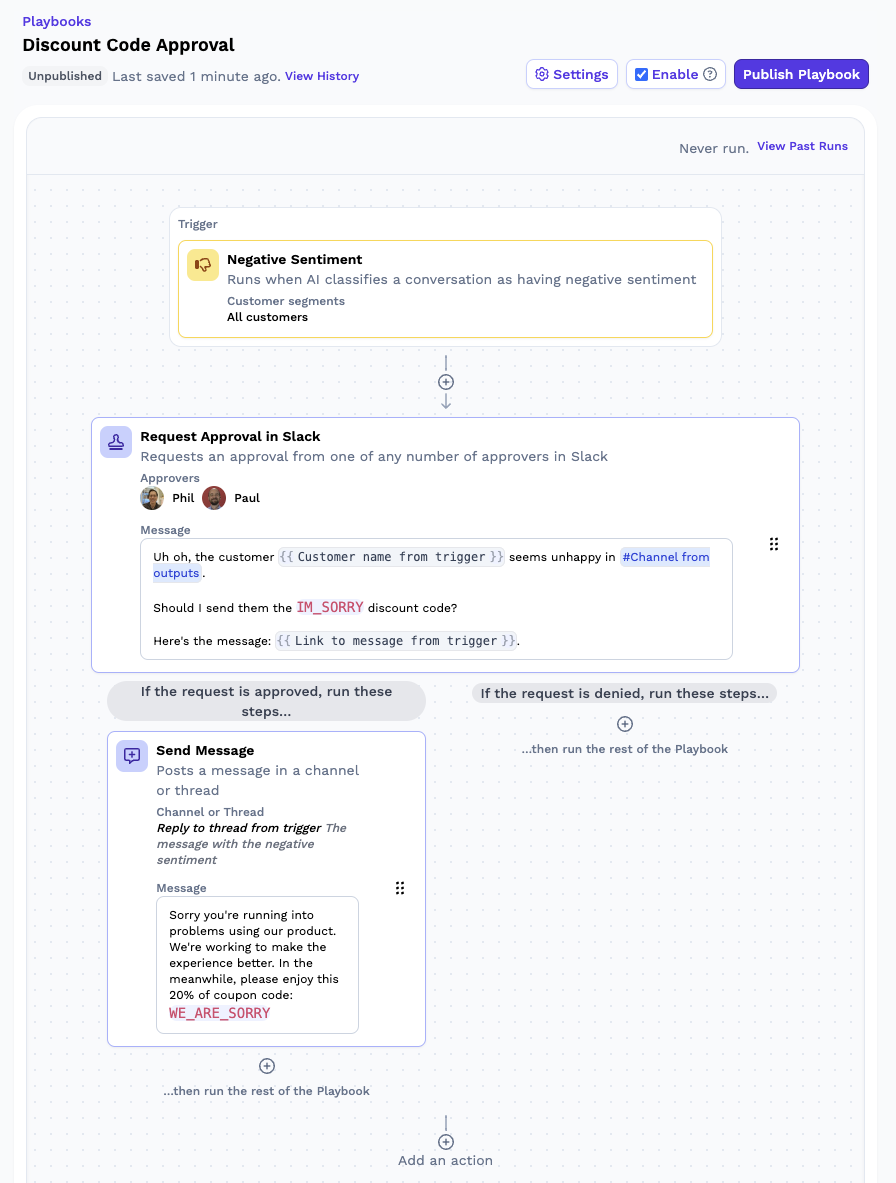 Playbooks
Discount Code Approval
Unpublished Last saved 1 minute ago. View History
Settings Enable ? Publish Playbook
Never run. View Past Runs
Trigger
Negative Sentiment
Runs when AI classifies a conversation as having negative sentiment
Customer segments
All customers
Request Approval in Slack
Requests an approval from one of any number of approvers in Slack
Approvers
Phil Paul
Message
Uh oh, the customer {{ Customer name from trigger }} seems unhappy in #Channel from
outputs.
Should I send them the IM_SORRY discount code?
Here's the message: {{ Link to message from trigger }}.
If the request is approved, run these
steps...
Send Message
Posts a message in a channel
or thread
Channel or Thread
Reply to thread from trigger The
message with the negative
sentiment
Message
Sorry you're running into
problems using our product.
We're working to make the
experience better. In the
meanwhile, please enjoy this
20% of coupon code:
WE_ARE_SORRY
...then run the rest of the Playbook
If the request is denied, run these steps...
...then run the rest of the Playbook
Add an action